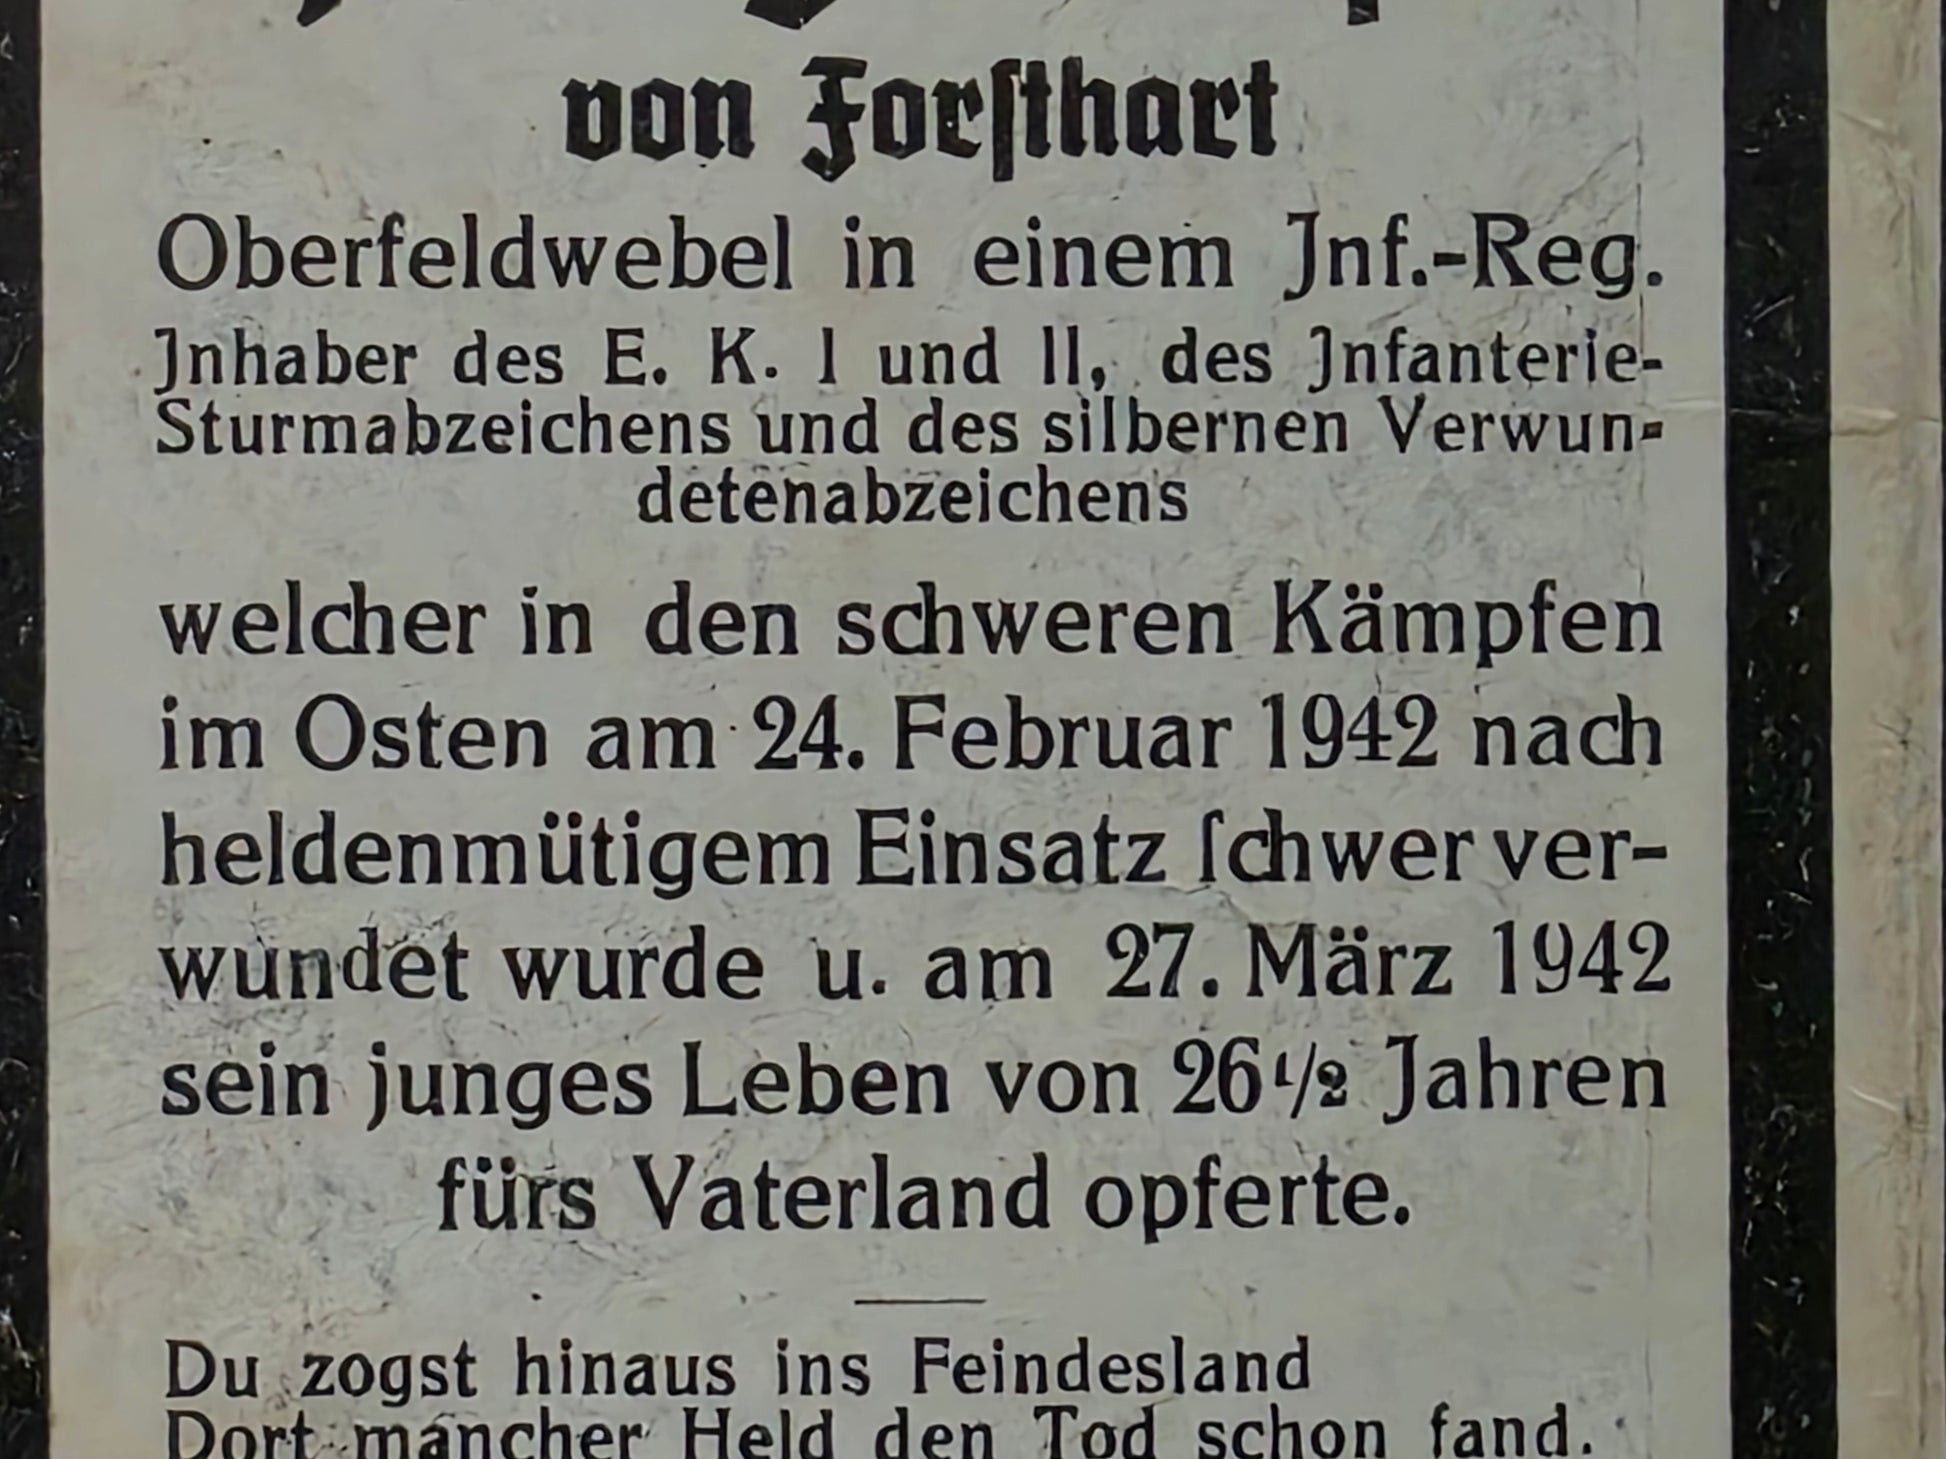 von Forſthart
Oberfeldwebel in einem Jnf.-Reg.
Jnhaber des E. K. I und II, des Jnfanterie-
Sturmabzeichens und des silbernen Verwun-
detenabzeichens
welcher in den schweren Kämpfen
im Osten am 24. Februar 1942 nach
heldenmütigem Einsatz ſchwer ver-
wundet wurde u. am 27. März 1942
sein junges Leben von 26 1/2 Jahren
fürs Vaterland opferte.
Du zogst hinaus ins Feindesland
Dort mancher Held den Tod schon fand.